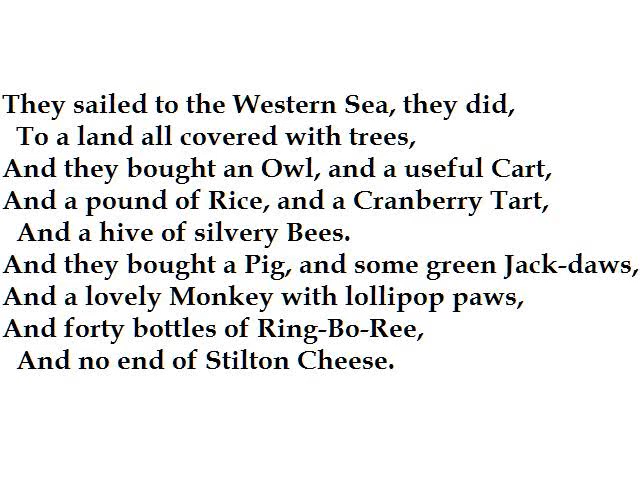 They sailed to the Western Sea, they did,
To a land all covered with trees,
And they bought an Owl, and a useful Cart,
And a pound of Rice, and a Cranberry Tart,
And a hive of silvery Bees.
And they bought a Pig, and some green Jack-daws,
And a lovely Monkey with lollipop paws,
And forty bottles of Ring-Bo-Ree,
And no end of Stilton Cheese.